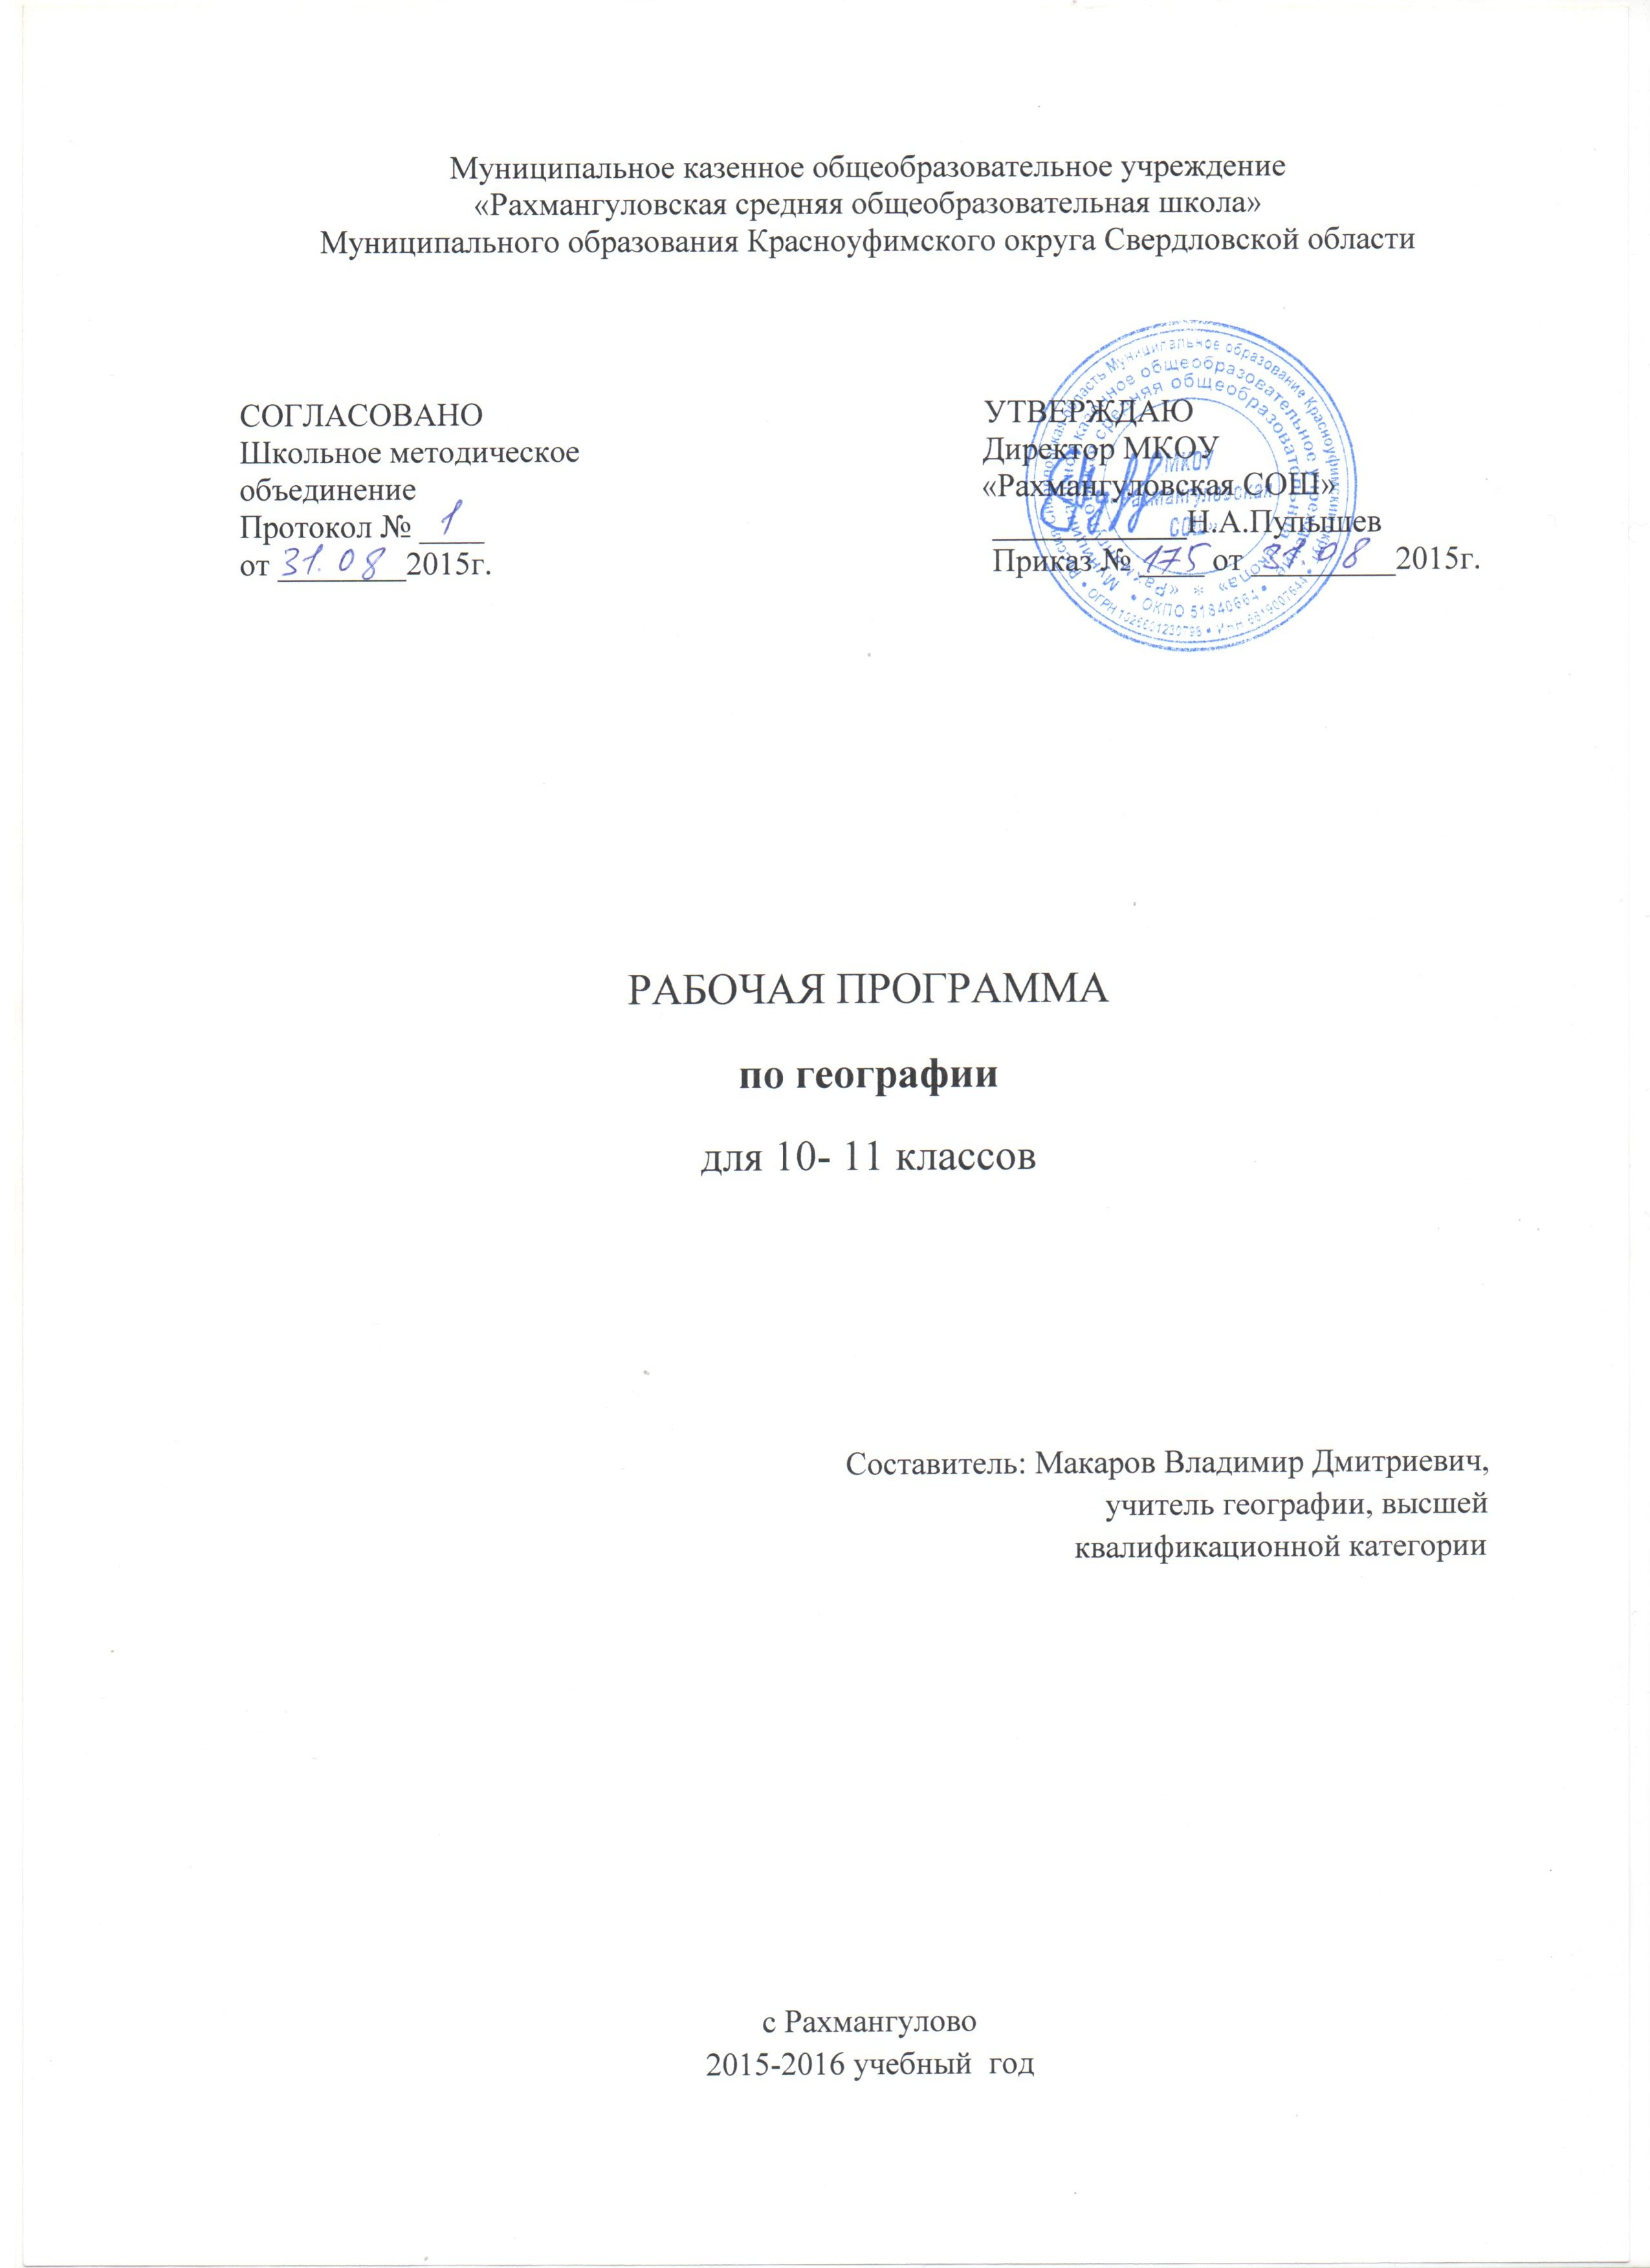 Муниципальное казенное общеобразовательное учреждение
«Рахмангуловская средняя общеобразовательная школа»
Муниципального образования Красноуфимского округа Свердловской области
СОГЛАСОВАНО
Школьное методическое
объединение
Протокол № 1
от 31.08 2015г.
УТВЕРЖДАЮ
Директор МКОУ
«Рахмангуловская СОШ»
Н.А.Пупышев
Приказ № 175 от 31.08 2015г.
МКОУ
Рахмангуловская
СОШ»
РАБОЧАЯ ПРОГРАММА
по географии
для 10- 11 классов
Составитель: Макаров Владимир Дмитриевич,
учитель географии, высшей
квалификационной категории
с Рахмангулово
2015-2016 учебный  год